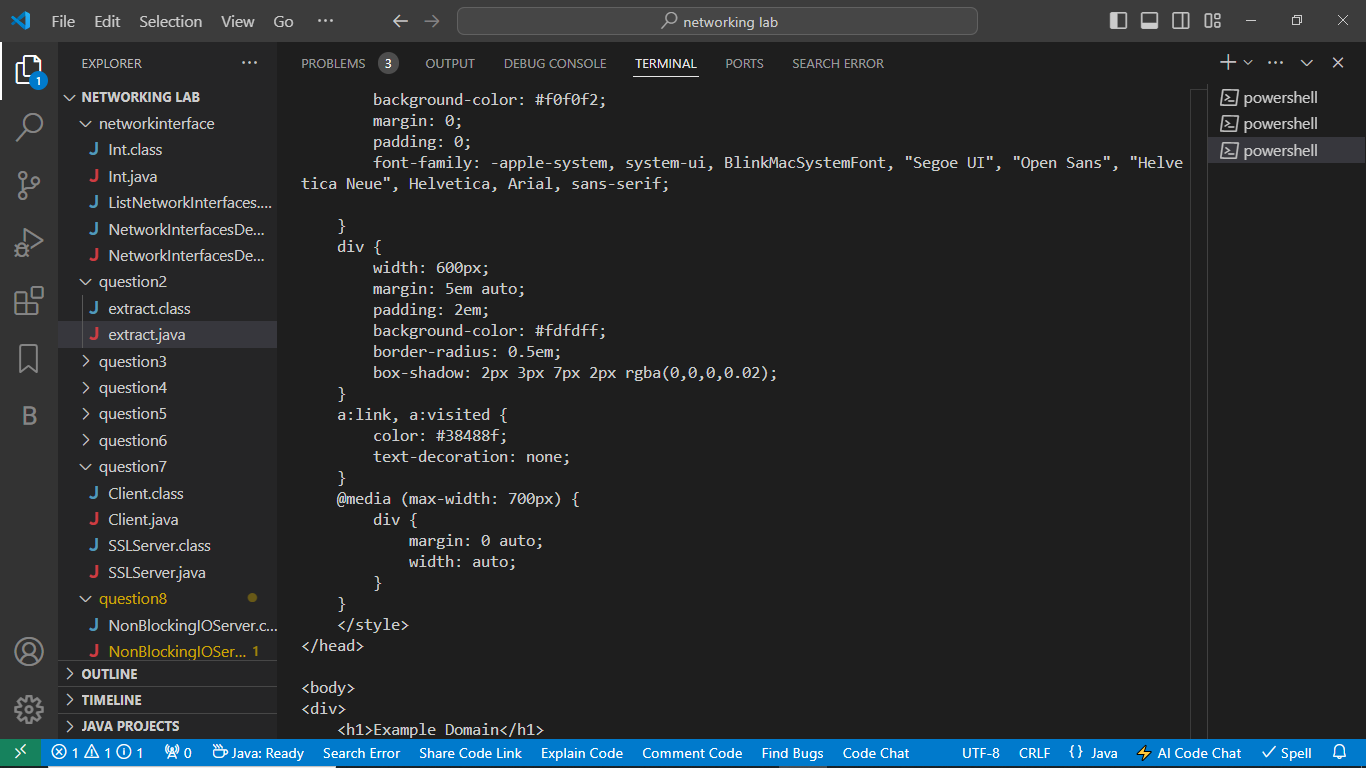 File Edit Selection View Go ··· networking lab
EXPLORER ···
NETWORKING LAB
networkinterface
J Int.class
J Int.java
J ListNetworkInterfaces....
J NetworkInterfacesDe...
J NetworkInterfacesDe...
question2
J extract.class
J extract.java
question3
question4
question5
question6
question7
J Client.class
J Client.java
J SSLServer.class
J SSLServer.java
question8
J NonBlockingIOServer.c...
J NonBlockingIOSer... 1
OUTLINE
TIMELINE
JAVA PROJECTS
1
B
PROBLEMS 3 OUTPUT DEBUG CONSOLE TERMINAL PORTS SEARCH ERROR
background-color: #f0f0f2;
margin: 0;
padding: 0;
font-family: -apple-system, system-ui, BlinkMacSystemFont, "Segoe UI", "Open Sans", "Helve
tica Neue", Helvetica, Arial, sans-serif;
}
div {
width: 600px;
margin: 5em auto;
padding: 2em;
background-color: #fdfdff;
border-radius: 0.5em;
box-shadow: 2px 3px 7px 2px rgba(0,0,0,0.02);
}
a:link, a:visited {
color: #38488f;
text-decoration: none;
}
@media (max-width: 700px) {
div {
margin: 0 auto;
width: auto;
}
}
</style>
</head>
<body>
<div>
<h1>Example Domain</h1>
powershell
powershell
powershell
1 1 1 0 Java: Ready Search Error Share Code Link Explain Code Comment Code Find Bugs Code Chat UTF-8 CRLF {} Java AI Code Chat Spell